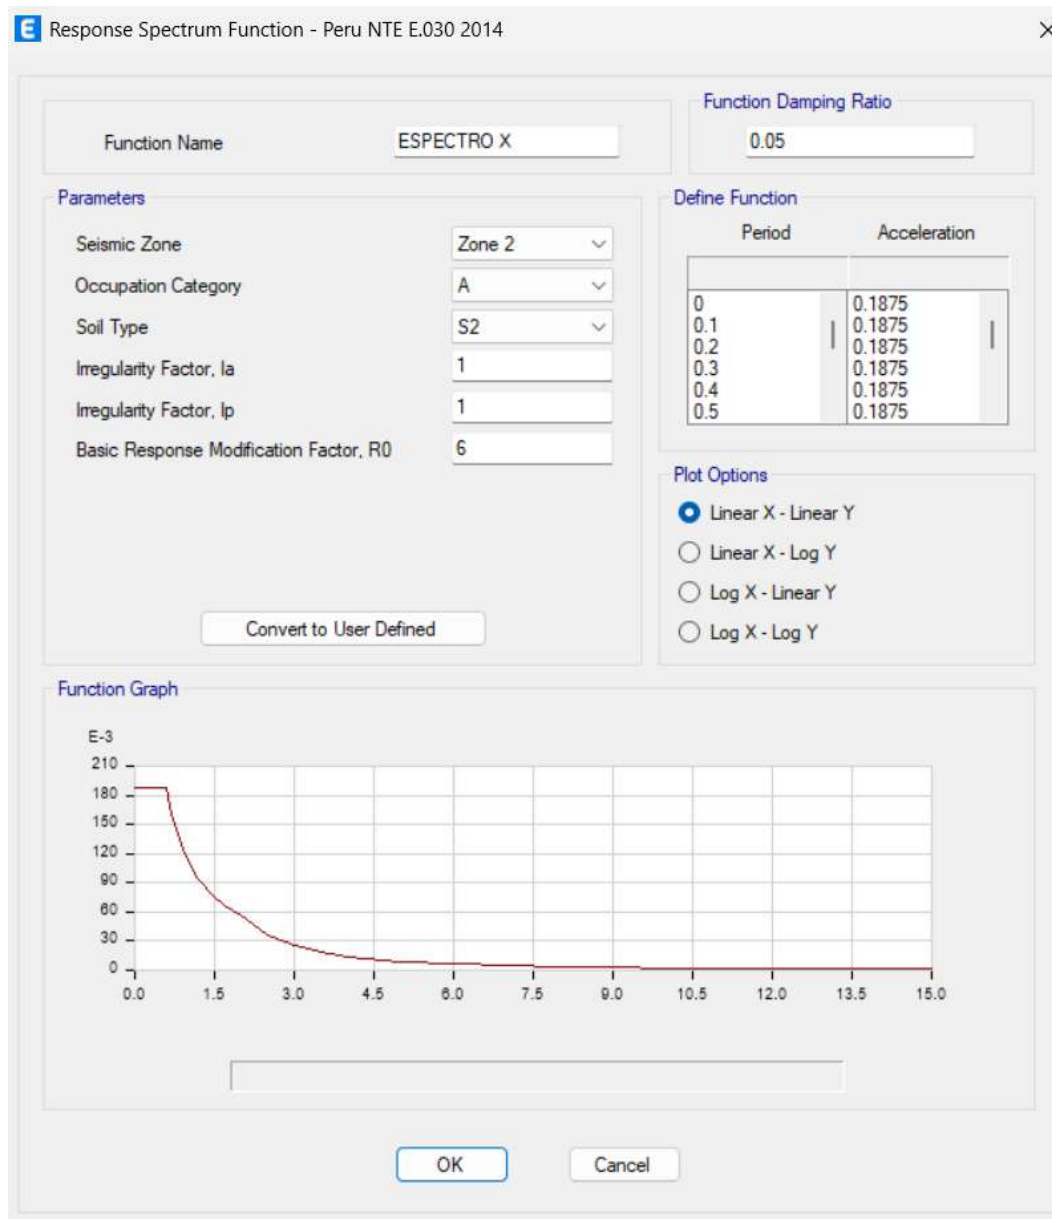 E Response Spectrum Function - Peru NTE E.030 2014
Function Name ESPECTRO X
Function Damping Ratio
0.05
Parameters
Seismic Zone Zone 2
Occupation Category A
Soil Type S2
Irregularity Factor, Ia 1
Irregularity Factor, Ip 1
Basic Response Modification Factor, R0 6
Convert to User Defined
Define Function
Period Acceleration
0 0.1875
0.1 0.1875
0.2 0.1875
0.3 0.1875
0.4 0.1875
0.5 0.1875
Plot Options
Linear X - Linear Y
Linear X - Log Y
Log X - Linear Y
Log X - Log Y
Function Graph
E-3
210
180
150
120
90
60
30
0
0.0 1.5 3.0 4.5 6.0 7.5 9.0 10.5 12.0 13.5 15.0
OK Cancel